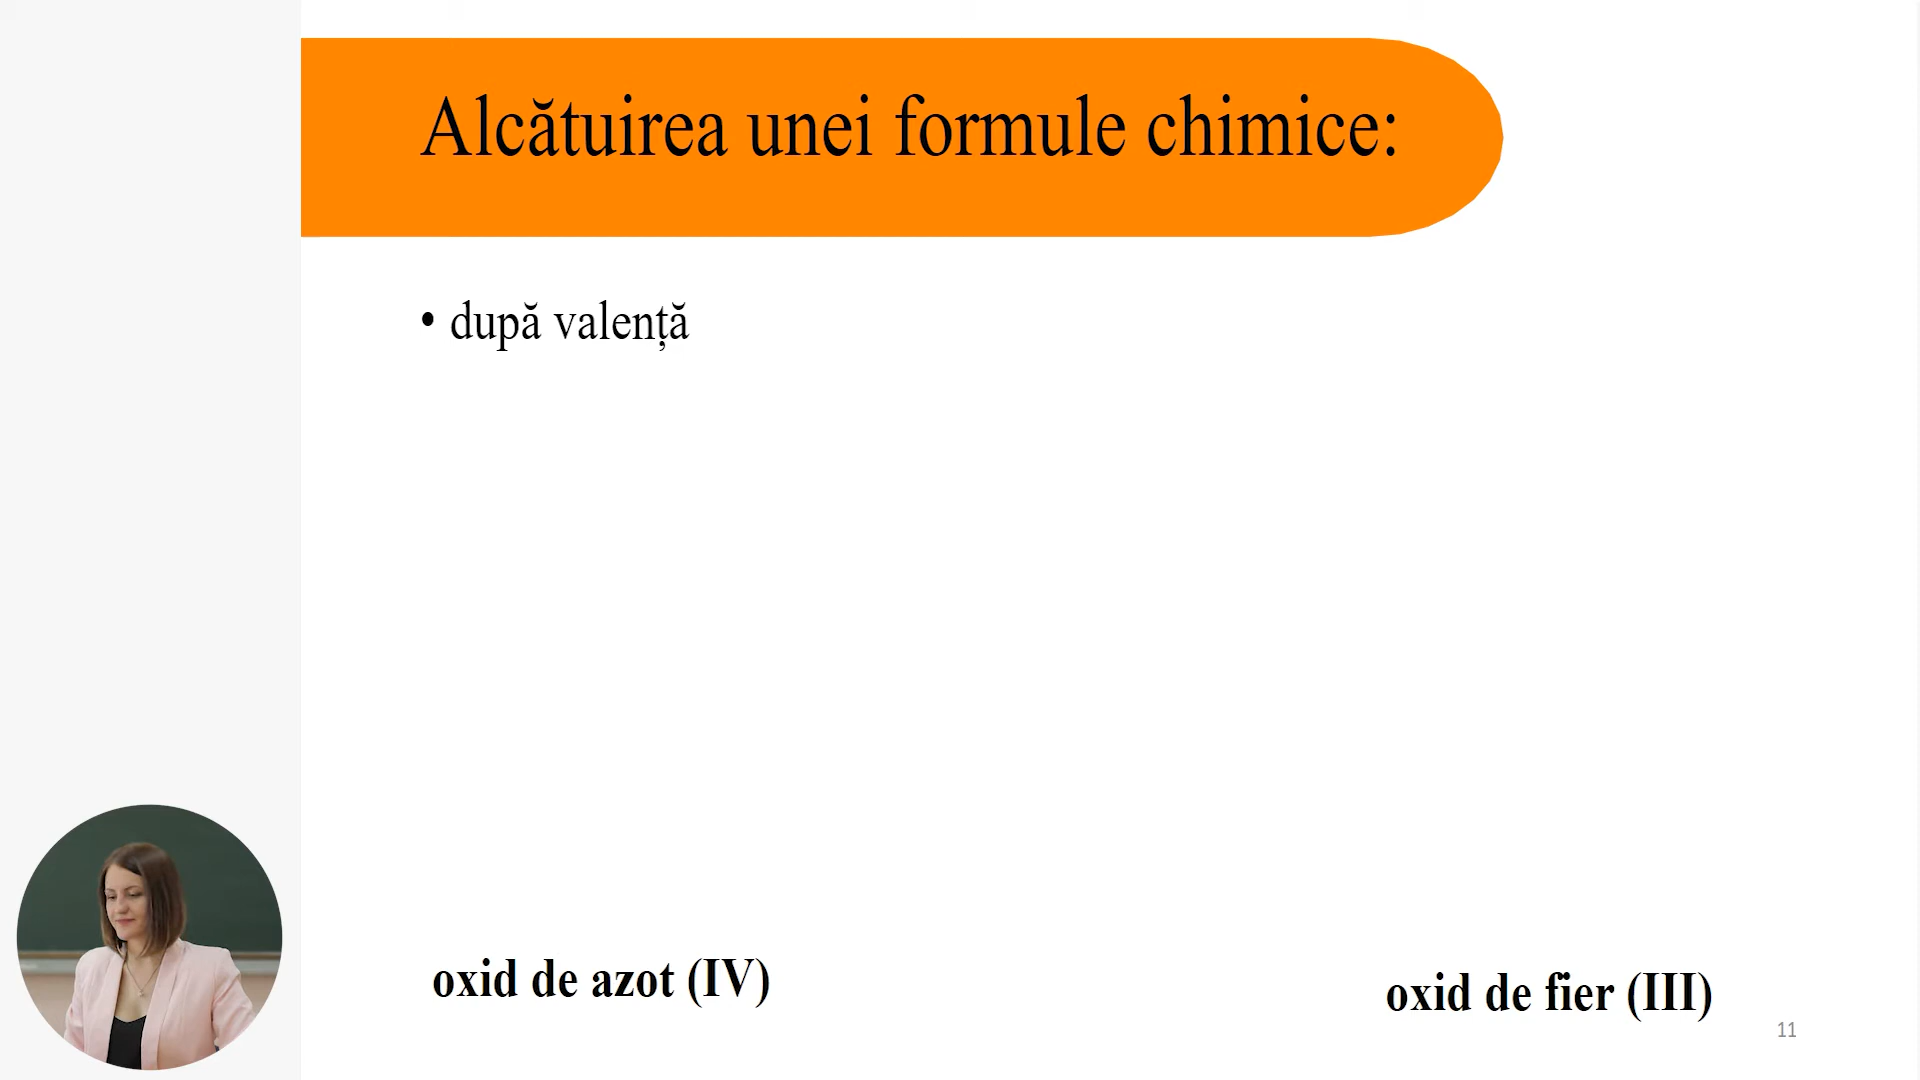 Alcătuirea unei formule chimice:
• după valență
oxid de azot (IV)
oxid de fier (III)
11